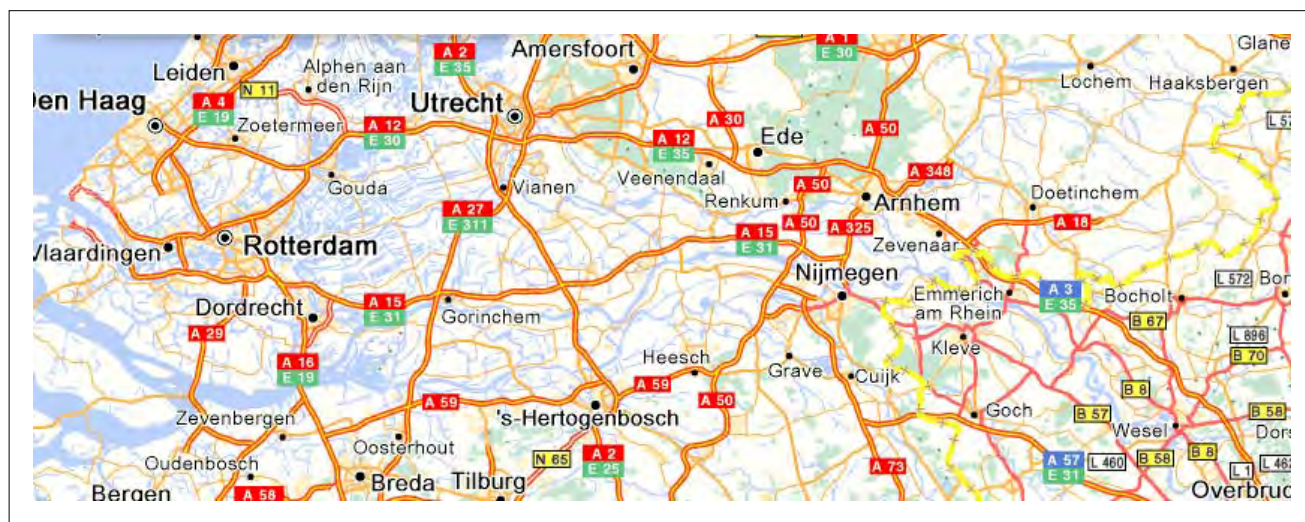 A 2
E 35
Amersfoort
A 1
E 30
Glane
Leiden
Alphen aan
den Rijn
Lochem
Haaksbergen
N 11
Den Haag
A 4
E 19
Utrecht
Zoetermeer
A 12
E 30
A 30
A 12
E 35
Ede
A 50
L 57
Gouda
Vianen
Veenendaal
A 50
A 348
Renkum
Arnhem
Doetinchem
A 27
E 311
A 50
A 325
A 18
Vlaardingen
Rotterdam
A 15
E 31
Zevenaar
Nijmegen
L 572
Bor
Dordrecht
A 15
E 31
Gorinchem
Emmerich
am Rhein
A 3
E 35
Bocholt
B 67
A 29
L 896
B 70
A 16
E 19
Heesch
Grave
Kleve
Cuijk
A 59
A 59
A 50
B 8
Zevenbergen
's-Hertogenbosch
Goch
B 57
B 58
Wesel
Dors
Oosterhout
Oudenbosch
N 65
A 2
E 25
A 73
A 57
E 31
L 460
B 58
B 8
L 1
L 462
Bergen
A 58
Breda
Tilburg
Overbruc